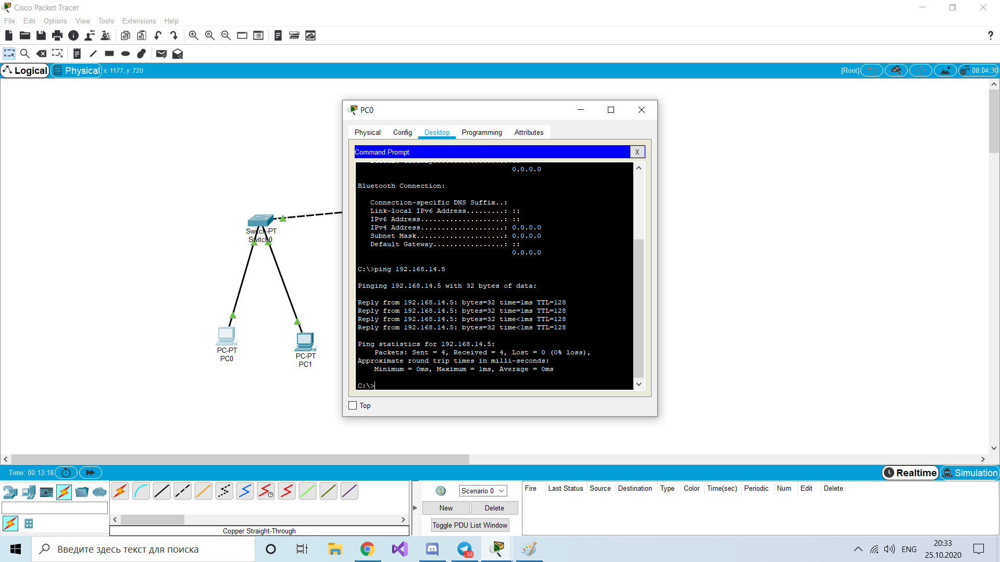 Cisco Packet Tracer
File Edit Options View Tools Extensions Help
?
Logical Physical x: 1177, y: 720 [Root] 08:04:30
PC0
Physical Config Desktop Programming Attributes
Command Prompt X
Default Gateway.................: ::
0.0.0.0
Bluetooth Connection:
Connection-specific DNS Suffix..:
Link-local IPv6 Address.........: ::
IPv6 Address....................: ::
IPv4 Address....................: 0.0.0.0
Subnet Mask.....................: 0.0.0.0
Default Gateway.................: ::
0.0.0.0
C:\>ping 192.168.14.5
Pinging 192.168.14.5 with 32 bytes of data:
Reply from 192.168.14.5: bytes=32 time=1ms TTL=128
Reply from 192.168.14.5: bytes=32 time=1ms TTL=128
Reply from 192.168.14.5: bytes=32 time<1ms TTL=128
Reply from 192.168.14.5: bytes=32 time<1ms TTL=128
Ping statistics for 192.168.14.5:
Packets: Sent = 4, Received = 4, Lost = 0 (0% loss),
Approximate round trip times in milli-seconds:
Minimum = 0ms, Maximum = 1ms, Average = 0ms
C:\>
Top
Switch-PT
Switch0
PC-PT
PC0
PC-PT
PC1
Time: 00:13:18 Realtime Simulation
Scenario 0
New Delete
Toggle PDU List Window
Fire Last Status Source Destination Type Color Time(sec) Periodic Num Edit Delete
Copper Straight-Through
Введите здесь текст для поиска
..58
ENG
20:33
25.10.2020